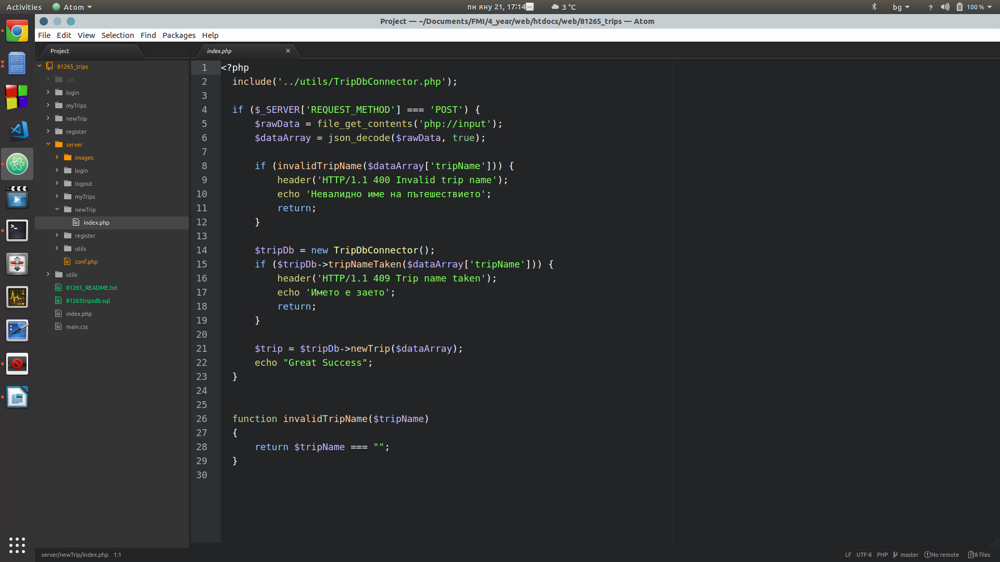 Activities Atom пн яну 21, 17:14 3 °C bg ? 100 %
Project — ~/Documents/FMI/4_year/web/htdocs/web/81265_trips — Atom
File Edit View Selection Find Packages Help
Project
81265_trips
.git
login
myTrips
newTrip
register
server
images
login
logout
myTrips
newTrip
index.php
register
utils
conf.php
utils
81265_README.txt
81265tripsdb.sql
index.php
main.css
index.php
1 <?php
2 include('../utils/TripDbConnector.php');
3
4 if ($_SERVER['REQUEST_METHOD'] === 'POST') {
5 $rawData = file_get_contents('php://input');
6 $dataArray = json_decode($rawData, true);
7
8 if (invalidTripName($dataArray['tripName'])) {
9 header('HTTP/1.1 400 Invalid trip name');
10 echo 'Невалидно име на пътешествието';
11 return;
12 }
13
14 $tripDb = new TripDbConnector();
15 if ($tripDb->tripNameTaken($dataArray['tripName'])) {
16 header('HTTP/1.1 409 Trip name taken');
17 echo 'Името е заето';
18 return;
19 }
20
21 $trip = $tripDb->newTrip($dataArray);
22 echo "Great Success";
23 }
24
25
26 function invalidTripName($tripName)
27 {
28 return $tripName === "";
29 }
30
server/newTrip/index.php 1:1 LF UTF-8 PHP master No remote 8 files